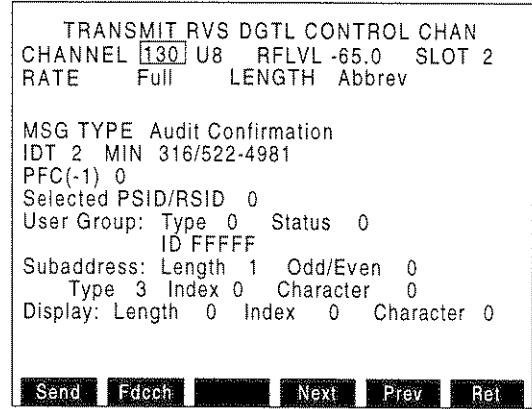 TRANSMIT RVS DGTL CONTROL CHAN
CHANNEL 130 U8 RFLVL -65.0 SLOT 2
RATE Full LENGTH Abbrev
MSG TYPE Audit Confirmation
IDT 2 MIN 316/522-4981
PFC(-1) 0
Selected PSID/RSID 0
User Group: Type 0 Status 0
ID FFFFF
Subaddress: Length 1 Odd/Even 0
Type 3 Index 0 Character 0
Display: Length 0 Index 0 Character 0
Send Fdcch Next Prev Ret